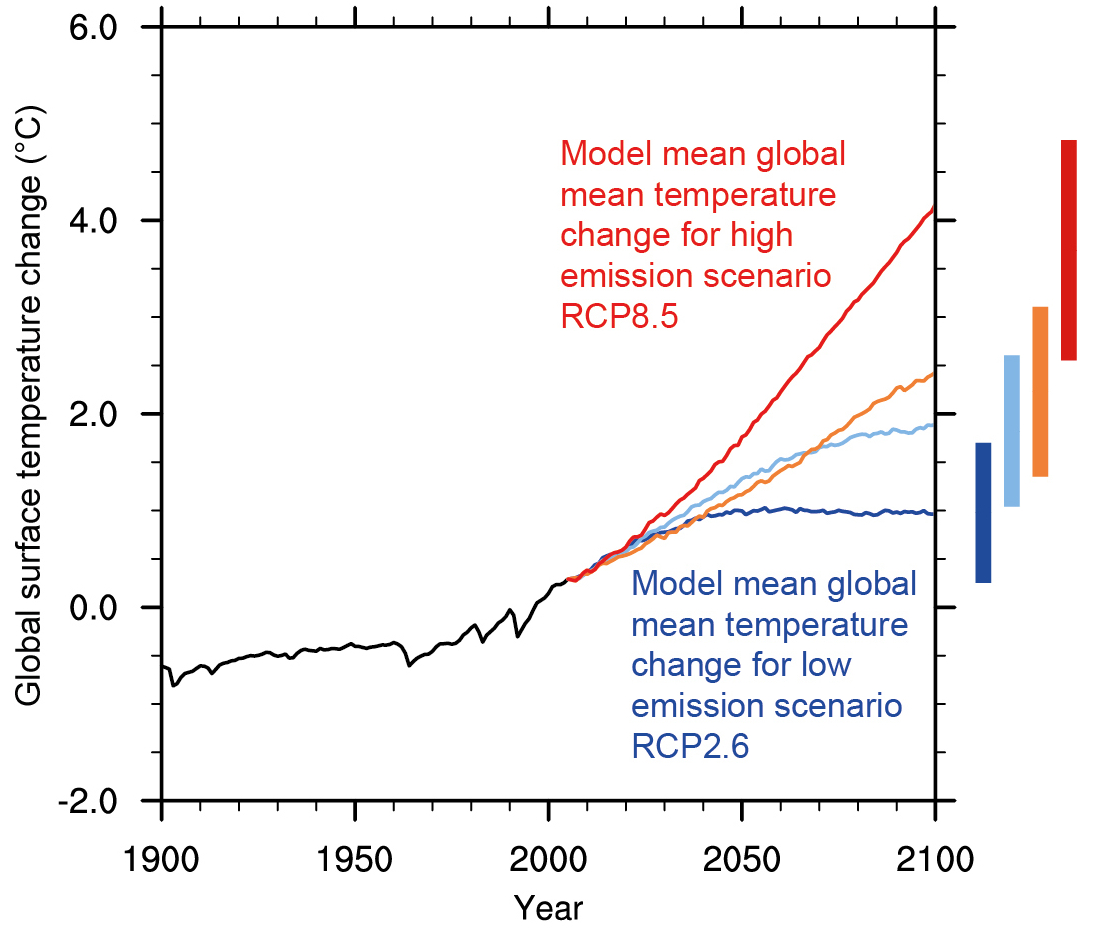 6.0
4.0
2.0
0.0
-2.0
Global surface temperature change (°C)
Model mean global
mean temperature
change for high
emission scenario
RCP8.5
Model mean global
mean temperature
change for low
emission scenario
RCP2.6
1900 1950 2000 2050 2100
Year